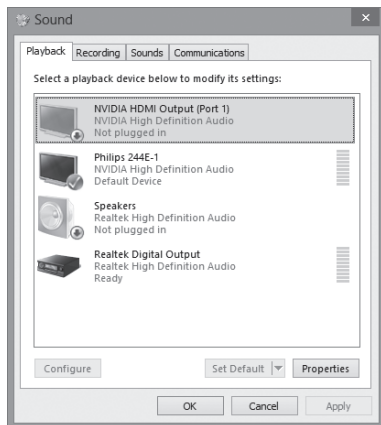 Sound
Playback Recording Sounds Communications
Select a playback device below to modify its settings:
NVIDIA HDMI Output (Port 1)
NVIDIA High Definition Audio
Not plugged in
Philips 244E-1
NVIDIA High Definition Audio
Default Device
Speakers
Realtek High Definition Audio
Not plugged in
Realtek Digital Output
Realtek High Definition Audio
Ready
Configure Set Default Properties
OK Cancel Apply